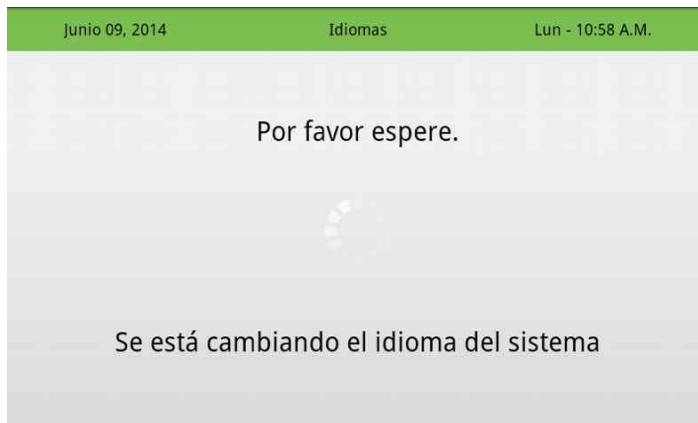 Junio 09, 2014 Idiomas Lun - 10:58 A.M.
Por favor espere.
Se está cambiando el idioma del sistema